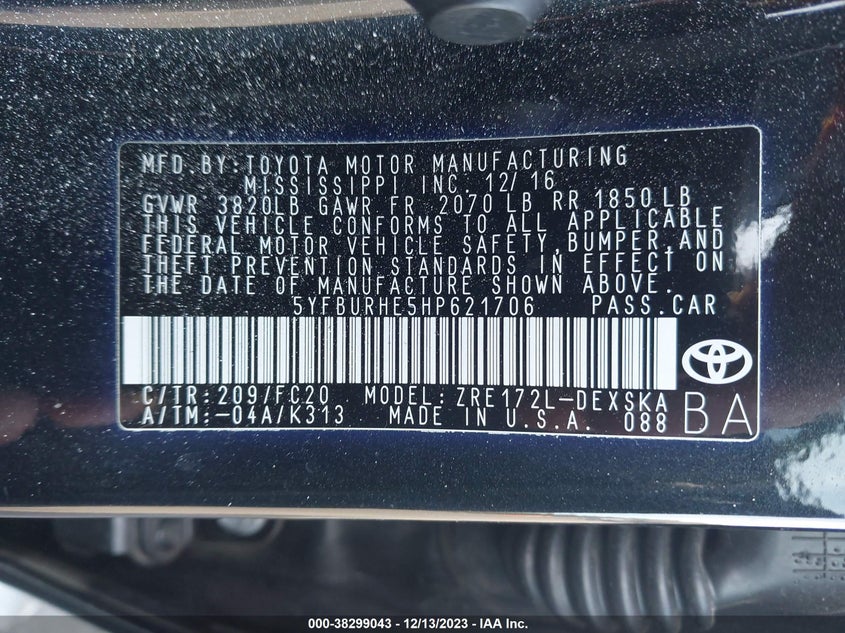 MFD.BY:TOYOTA MOTOR MANUFACTURING
MISSISSIPPI INC. 12/16
GVWR 3820LB GAWR FR 2070 LB RR 1850 LB
THIS VEHICLE CONFORMS TO ALL APPLICABLE
FEDERAL MOTOR VEHICLE SAFETY,BUMPER,AND
THEFT PREVENTION STANDARDS IN EFFECT ON
THE DATE OF MANUFACTURE SHOWN ABOVE.
5YFBURHE5HP621706 PASS.CAR
C/TR:209/FC20 MODEL:ZRE172L-DEXSKA
A/TM:-04A/K313 MADE IN U.S.A. 088 BA
000-38299043 - 12/13/2023 - IAA Inc.